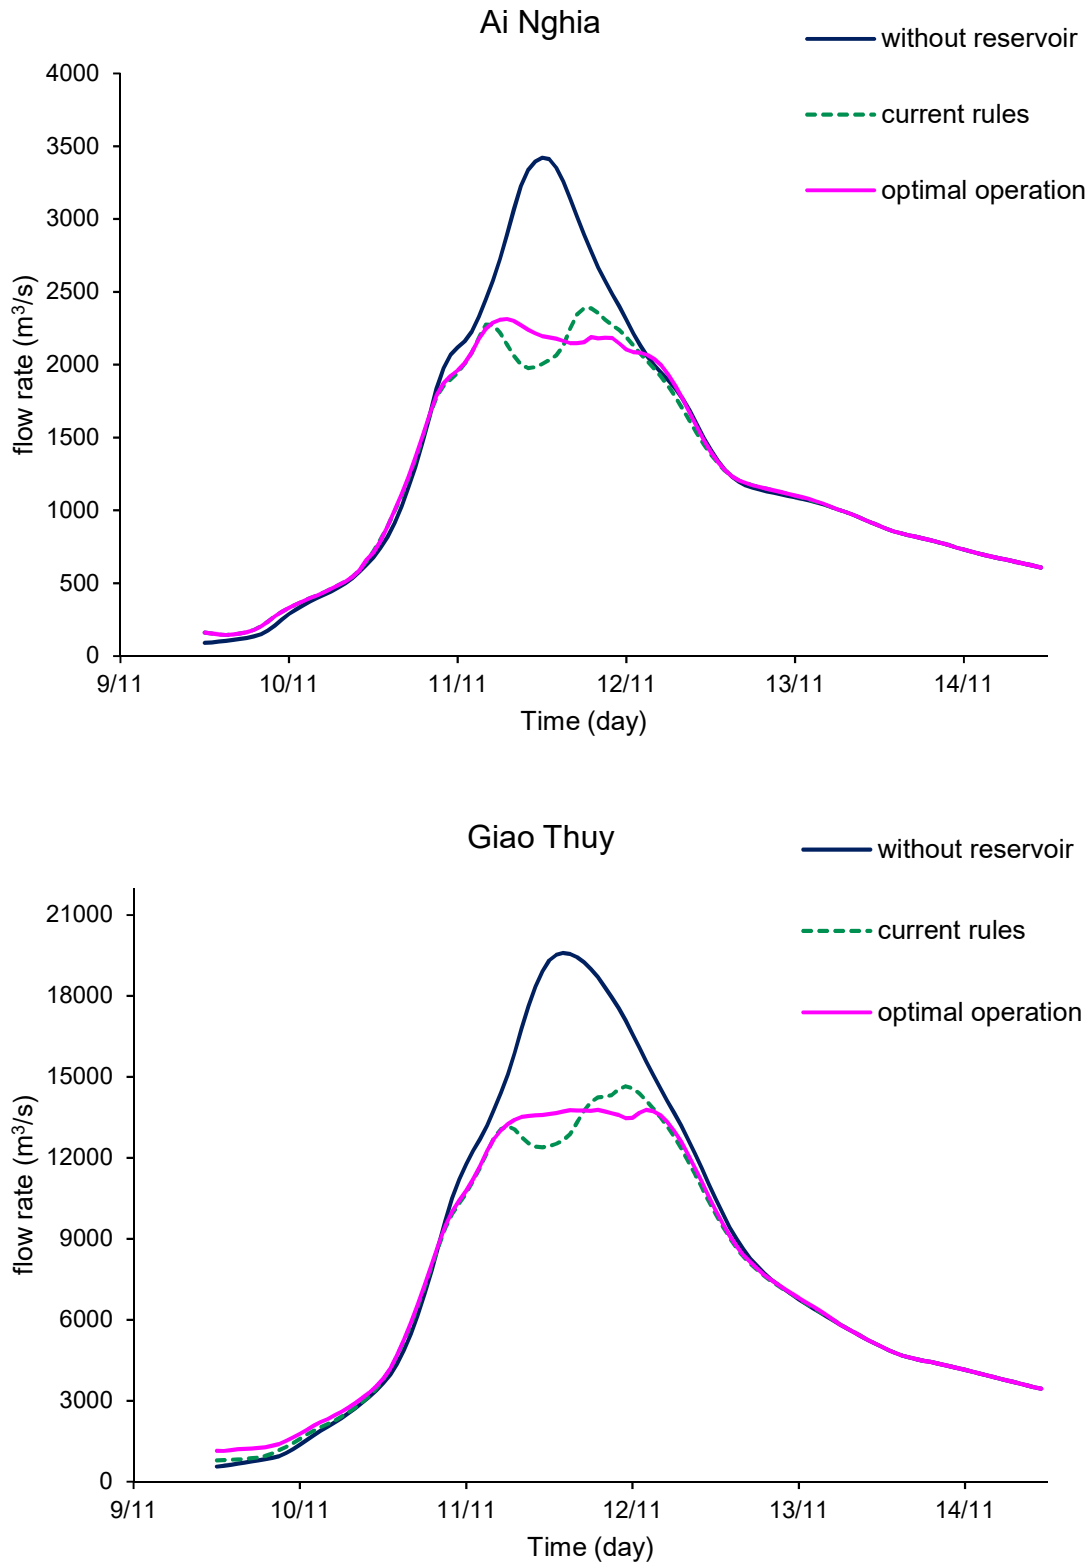 Ai Nghia
without reservoir
current rules
optimal operation
4000
3500
3000
2500
2000
1500
1000
500
0
flow rate (m³/s)
9/11 10/11 11/11 12/11 13/11 14/11
Time (day)
Giao Thuy
without reservoir
current rules
optimal operation
21000
18000
15000
12000
9000
6000
3000
0
flow rate (m³/s)
9/11 10/11 11/11 12/11 13/11 14/11
Time (day)